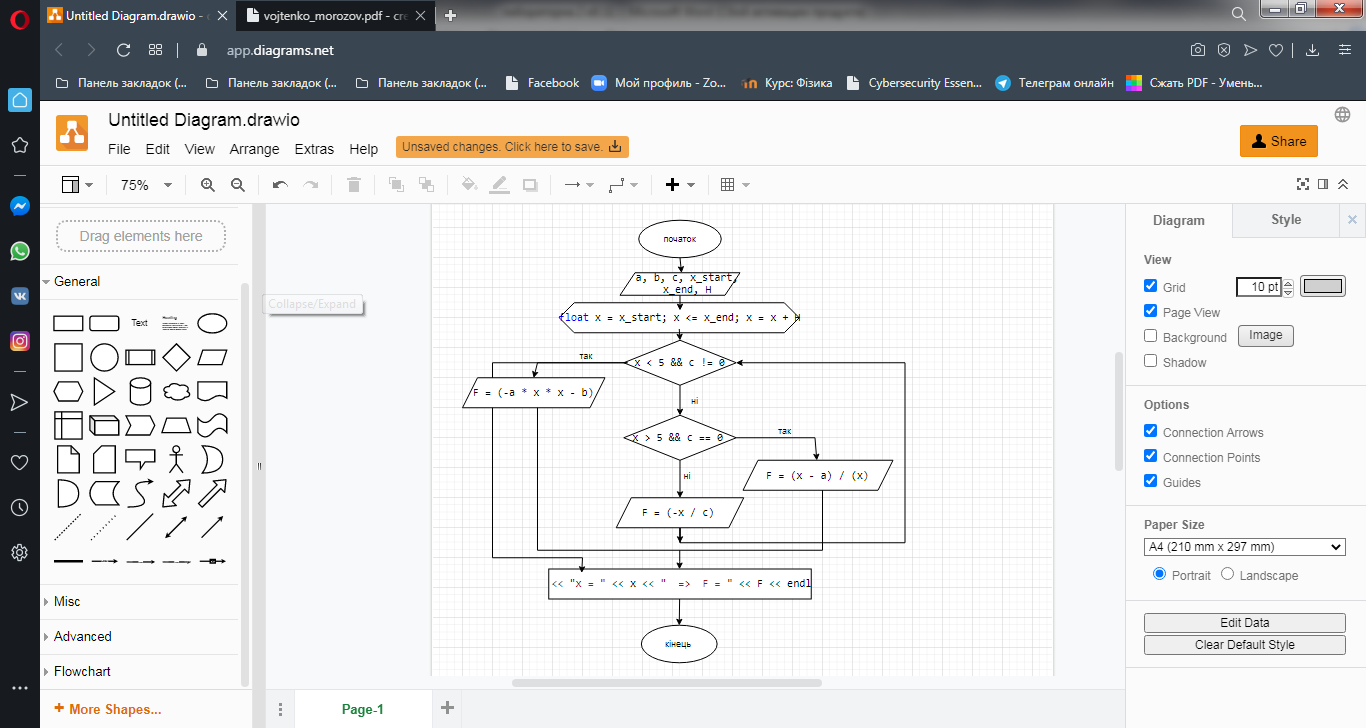 Untitled Diagram.drawio -
vojtenko_morozov.pdf - cre
app.diagrams.net
Панель закладок (...
Панель закладок (...
Панель закладок (...
Facebook
Мой профиль - Zo...
Курс: Фізика
Cybersecurity Essen...
Телеграм онлайн
Сжать PDF - Умень...
Untitled Diagram.drawio
File Edit View Arrange Extras Help
Unsaved changes. Click here to save.
Share
75%
Drag elements here
General
Collapse/Expand
Text
Heading
Misc
Advanced
Flowchart
+ More Shapes...
початок
a, b, c, x_start,
x_end, H
float x = x_start; x <= x_end; x = x + H
так
x < 5 && c != 0
F = (-a * x * x - b)
ні
x > 5 && c == 0
так
ні
F = (x - a) / (x)
F = (-x / c)
<< "x = " << x << "  =>  F = " << F << endl
кінець
Page-1
Diagram
Style
View
Grid
10 pt
Page View
Background
Image
Shadow
Options
Connection Arrows
Connection Points
Guides
Paper Size
A4 (210 mm x 297 mm)
Portrait
Landscape
Edit Data
Clear Default Style